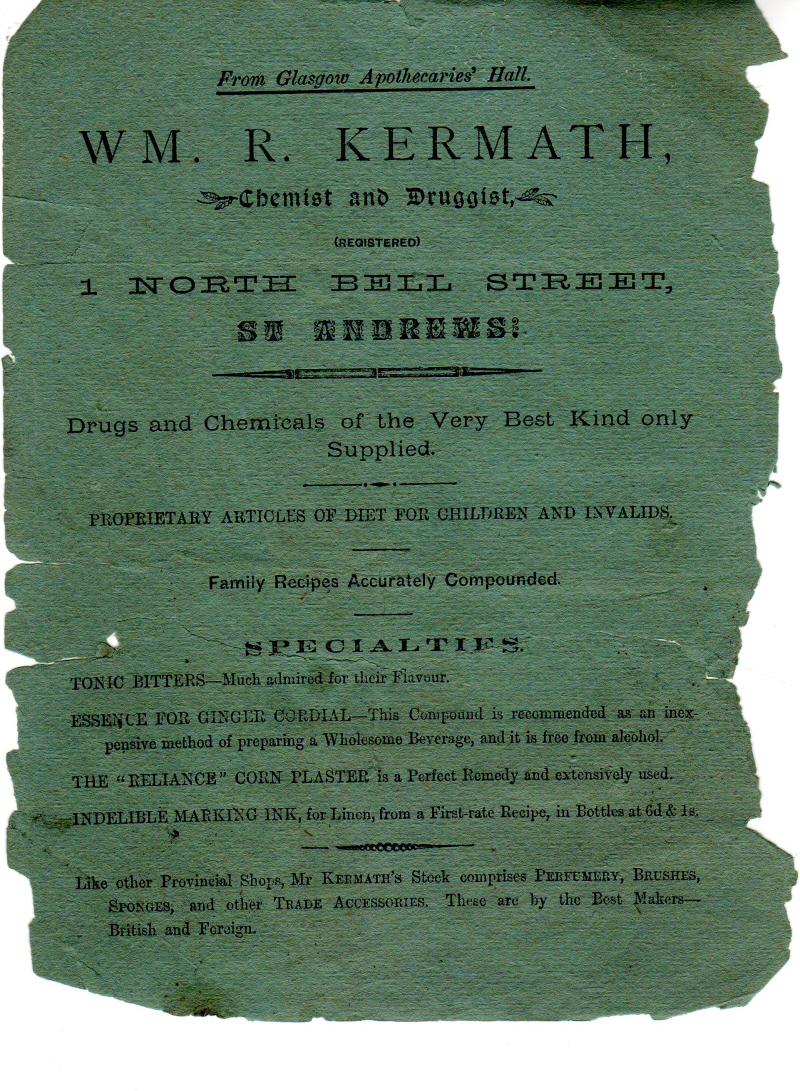 From Glasgow Apothecaries' Hall.
WM. R. KERMATH,
Chemist and Druggist,
(REGISTERED)
1 NORTH BELL STREET,
ST ANDREWS:
Drugs and Chemicals of the Very Best Kind only
Supplied.
PROPRIETARY ARTICLES OF DIET FOR CHILDREN AND INVALIDS.
Family Recipes Accurately Compounded.
SPECIALTIES.
TONIC BITTERS—Much admired for their Flavour.
ESSENCE FOR GINGER CORDIAL—This Compound is recommended as an inex-
pensive method of preparing a Wholesome Beverage, and it is free from alcohol.
THE "RELIANCE" CORN PLASTER is a Perfect Remedy and extensively used.
INDELIBLE MARKING INK, for Linen, from a First-rate Recipe, in Bottles at 6d & 1s.
Like other Provincial Shops, Mr KERMATH'S Stock comprises PERFUMERY, BRUSHES,
SPONGES, and other TRADE ACCESSORIES. These are by the Best Makers—
British and Foreign.